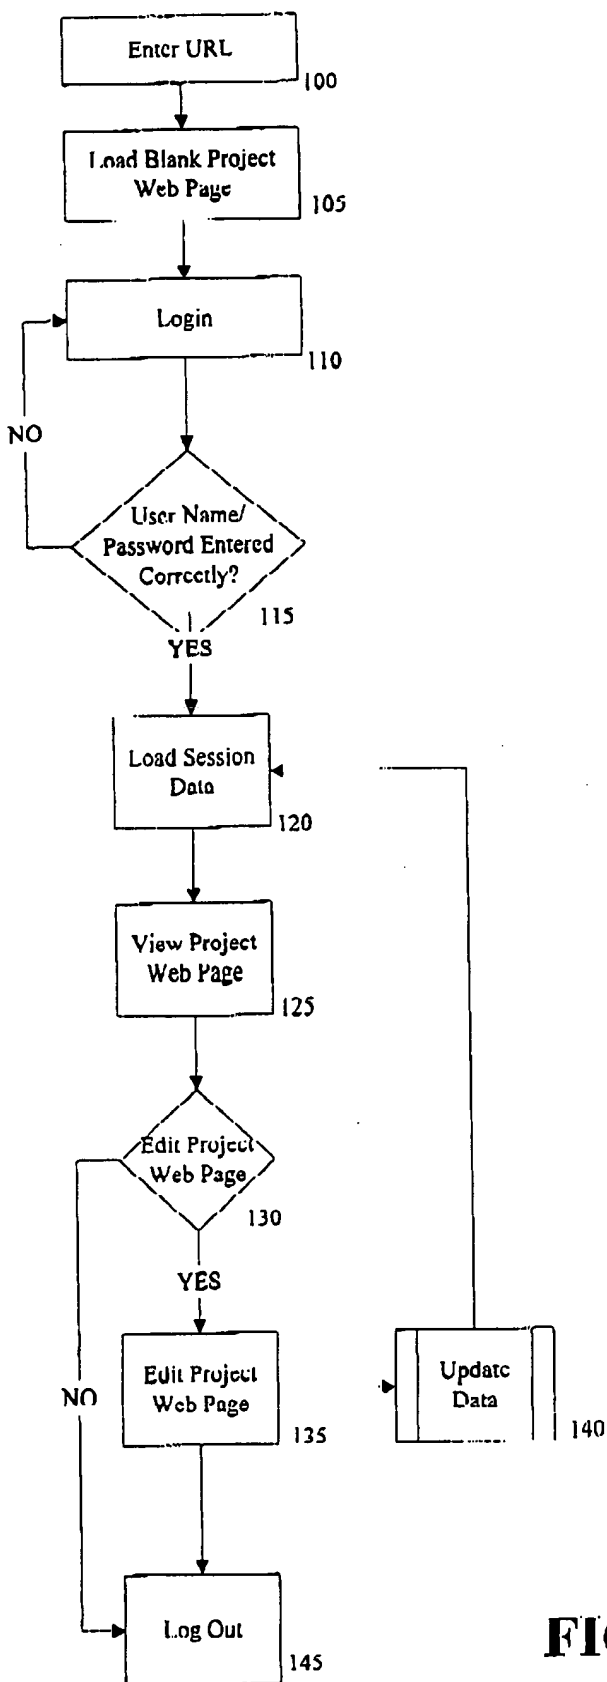 Enter URL
100
Load Blank Project
Web Page
105
Login
110
NO
User Name/
Password Entered
Correctly?
115
YES
Load Session
Data
120
View Project
Web Page
125
Edit Project
Web Page
130
YES
NO
Edit Project
Web Page
135
Update
Data
140
Log Out
145